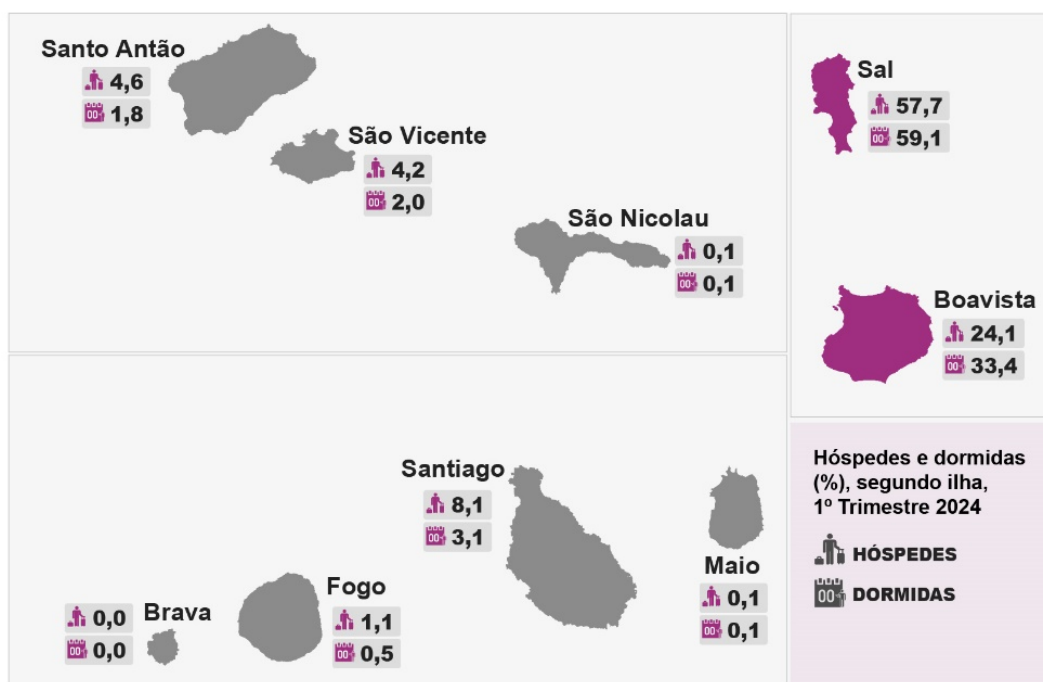 Santo Antão
4,6
1,8
São Vicente
4,2
2,0
São Nicolau
0,1
0,1
Sal
57,7
59,1
Boavista
24,1
33,4
Santiago
8,1
3,1
Maio
0,1
0,1
Fogo
1,1
0,5
Brava
0,0
0,0
Hóspedes e dormidas
(%), segundo ilha,
1º Trimestre 2024
HÓSPEDES
DORMIDAS